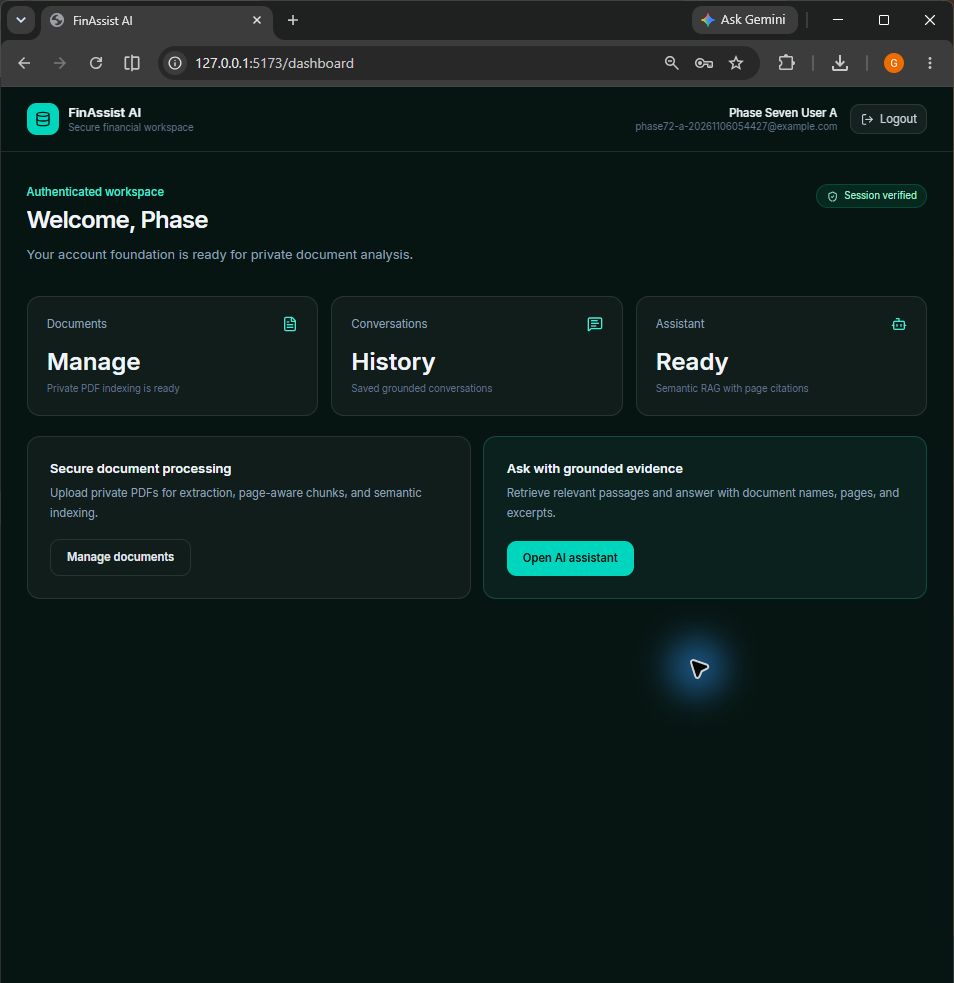 FinAssist AI
Ask Gemini
127.0.0.1:5173/dashboard
G
FinAssist AI
Secure financial workspace
Phase Seven User A
phase72-a-20261106054427@example.com
Logout
Authenticated workspace
Welcome, Phase
Your account foundation is ready for private document analysis.
Session verified
Documents
Manage
Private PDF indexing is ready
Conversations
History
Saved grounded conversations
Assistant
Ready
Semantic RAG with page citations
Secure document processing
Upload private PDFs for extraction, page-aware chunks, and semantic
indexing.
Manage documents
Ask with grounded evidence
Retrieve relevant passages and answer with document names, pages, and
excerpts.
Open AI assistant